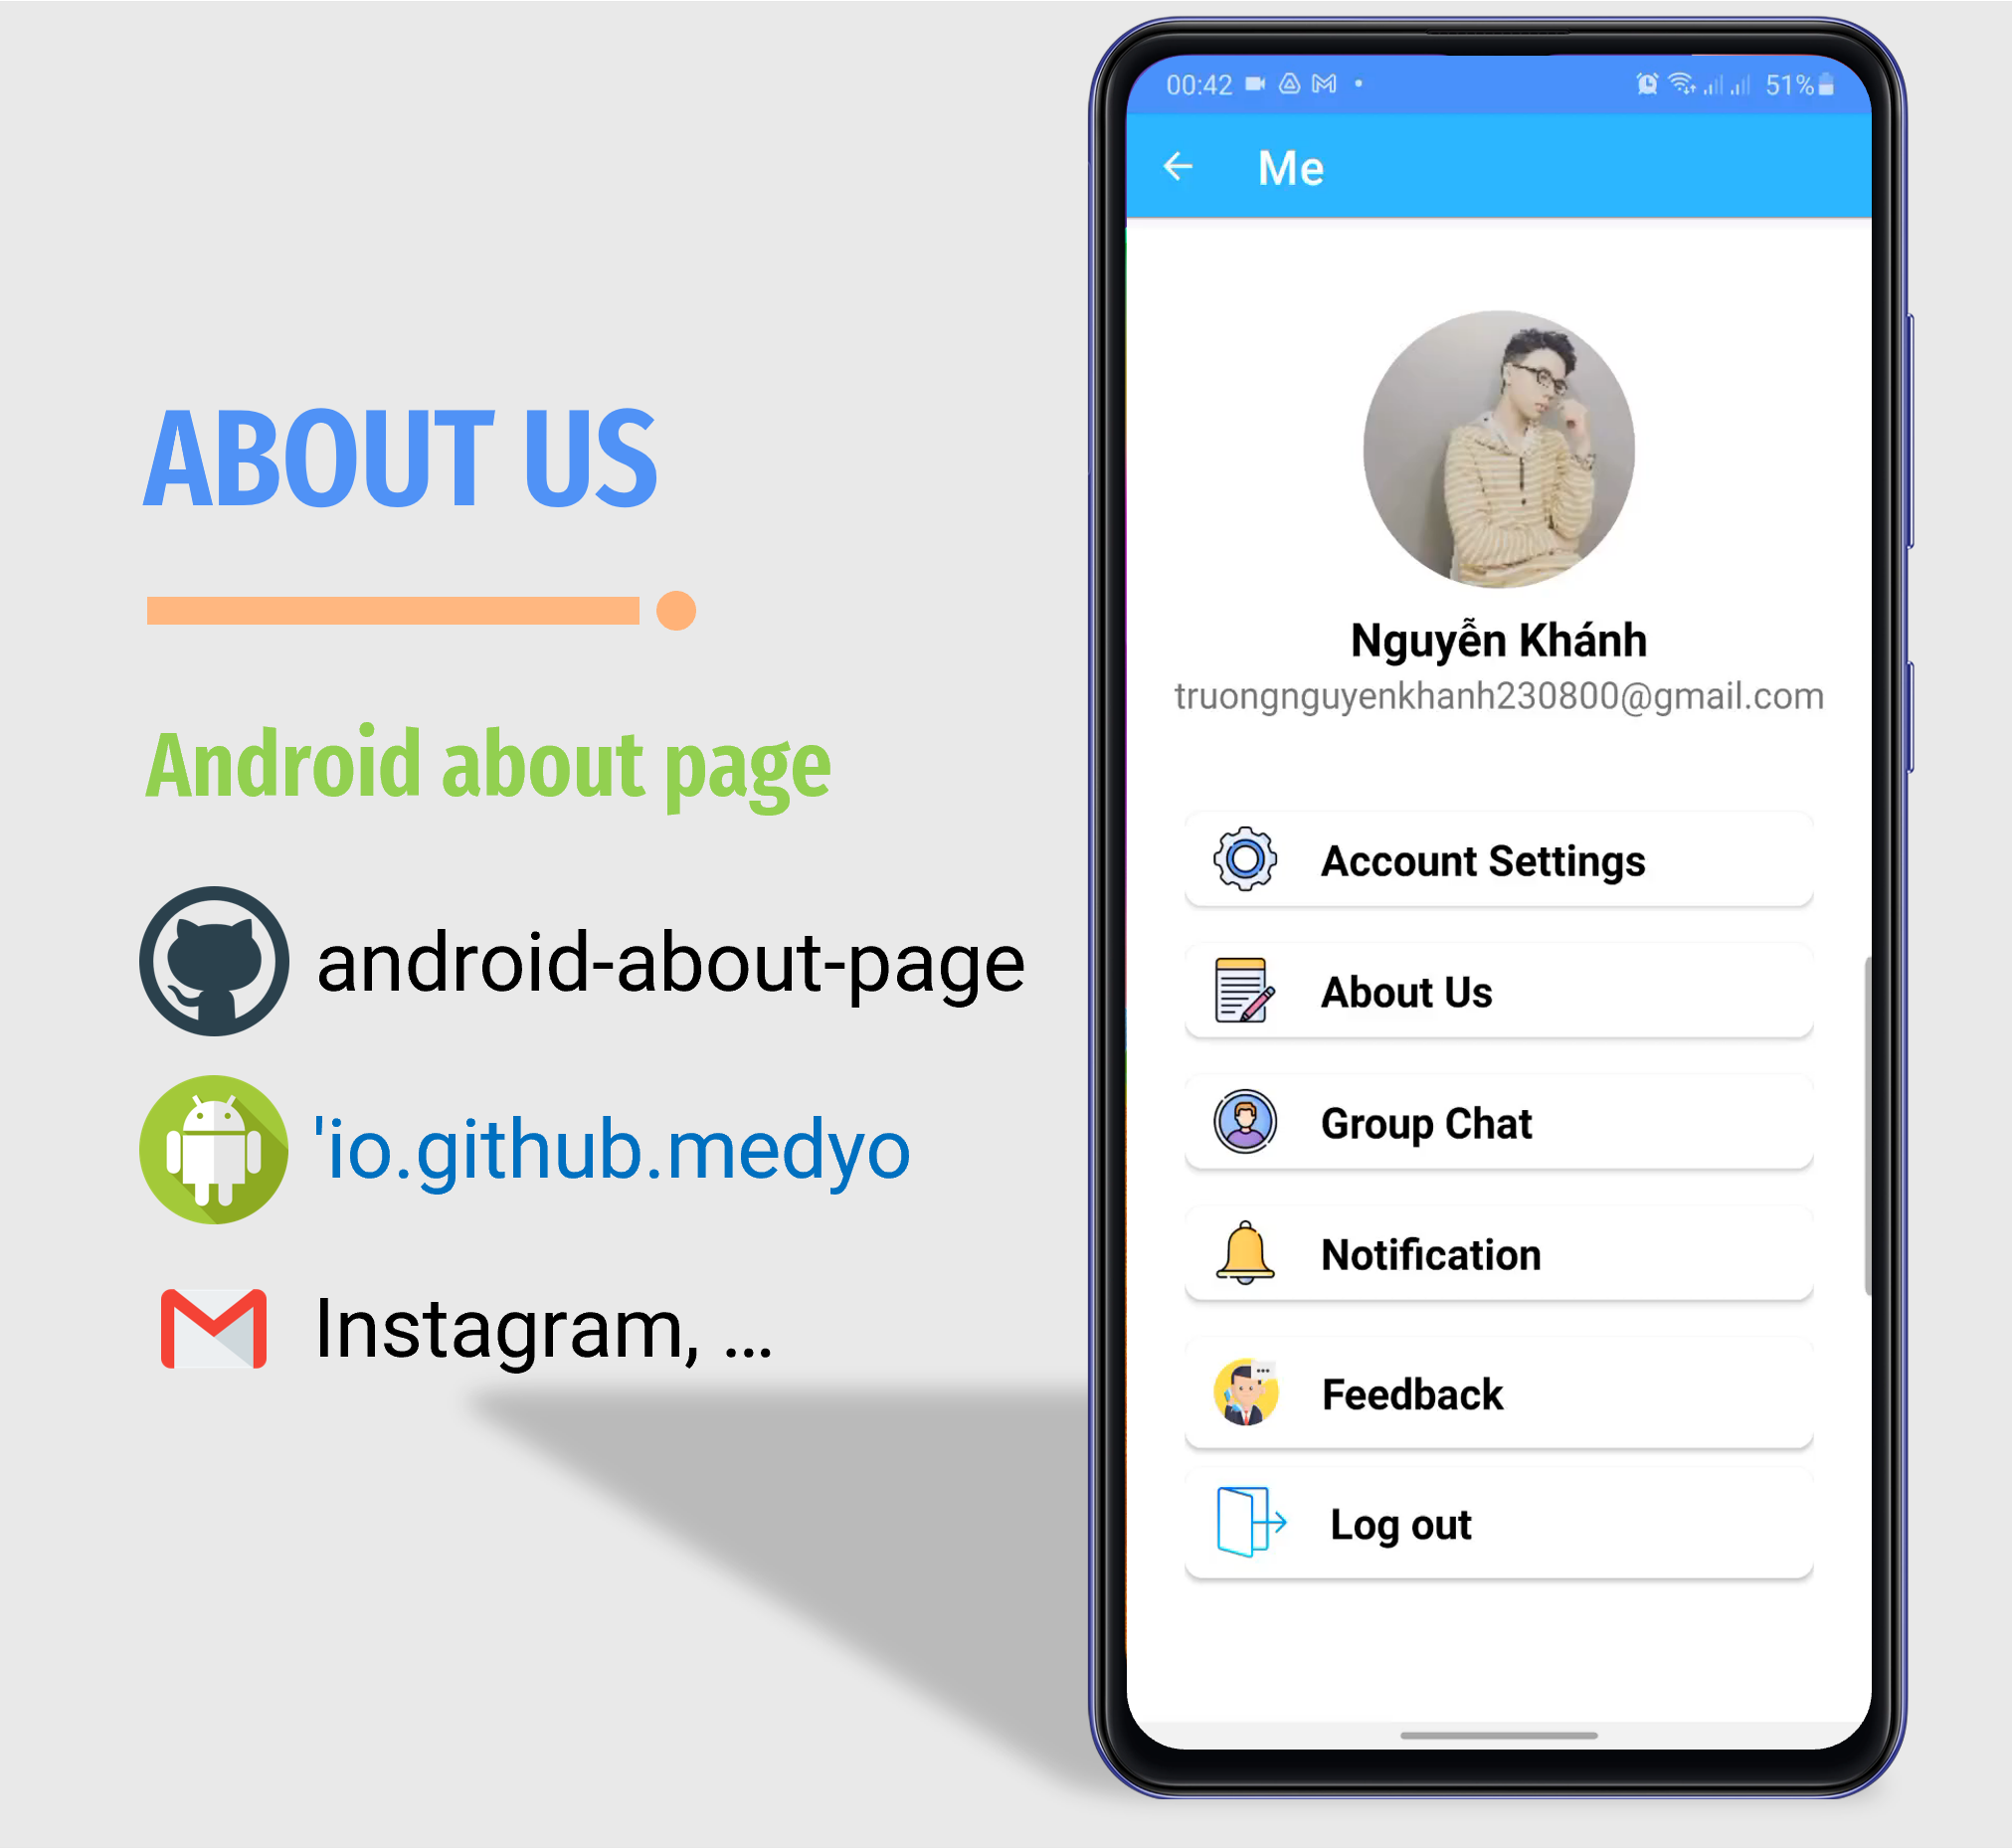 ABOUT US
Android about page
android-about-page
'io.github.medyo
Instagram, ...
00:42
51%
Me
Nguyễn Khánh
truongnguyenkhanh230800@gmail.com
Account Settings
About Us
Group Chat
Notification
Feedback
Log out